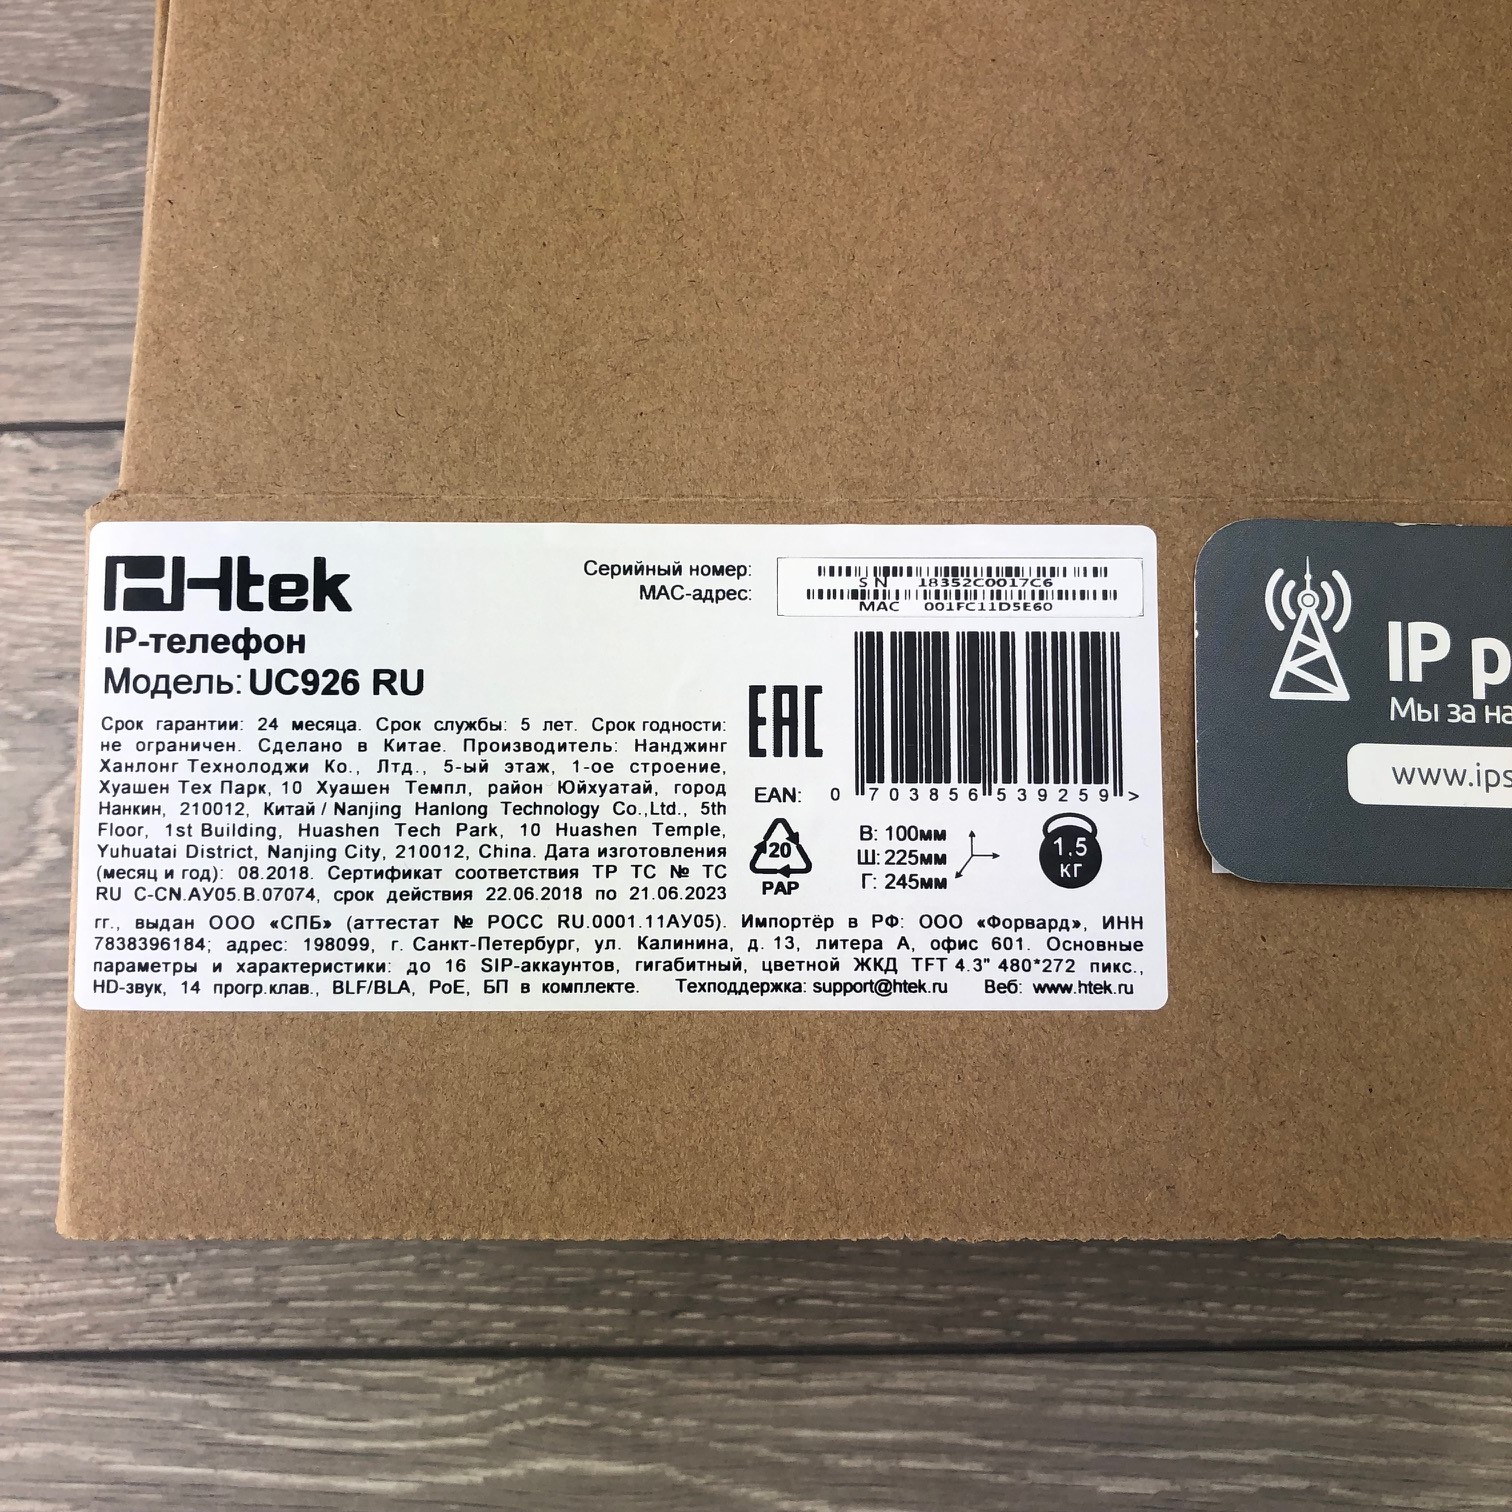 Htek
IP-телефон
Модель: UC926 RU
Серийный номер:
MAC-адрес:
SN 18352C0017C6
MAC 001FC11D5E60
Срок гарантии: 24 месяца. Срок службы: 5 лет. Срок годности:
не ограничен. Сделано в Китае. Производитель: Нанджинг
Ханлонг Технолоджи Ко., Лтд., 5-ый этаж, 1-ое строение,
Хуашен Тех Парк, 10 Хуашен Темпл, район Юйхуатай, город
Нанкин, 210012, Китай / Nanjing Hanlong Technology Co.,Ltd., 5th
Floor, 1st Building, Huashen Tech Park, 10 Huashen Temple,
Yuhuatai District, Nanjing City, 210012, China. Дата изготовления
(месяц и год): 08.2018. Сертификат соответствия ТР ТС № ТС
RU C-CN.АУ05.В.07074, срок действия 22.06.2018 по 21.06.2023
гг., выдан ООО «СПБ» (аттестат № РОСС RU.0001.11АУ05). Импортёр в РФ: ООО «Форвард», ИНН
7838396184; адрес: 198099, г. Санкт-Петербург, ул. Калинина, д. 13, литера А, офис 601. Основные
параметры и характеристики: до 16 SIP-аккаунтов, гигабитный, цветной ЖКД TFT 4.3" 480*272 пикс.,
HD-звук, 14 прогр.клав., BLF/BLA, PoE, БП в комплекте. Техподдержка: support@htek.ru Веб: www.htek.ru
EAC
EAN: 0 703856 539259 >
20
PAP
В: 100мм
Ш: 225мм
Г: 245мм
1.5
КГ
IP
Мы за
www.ips